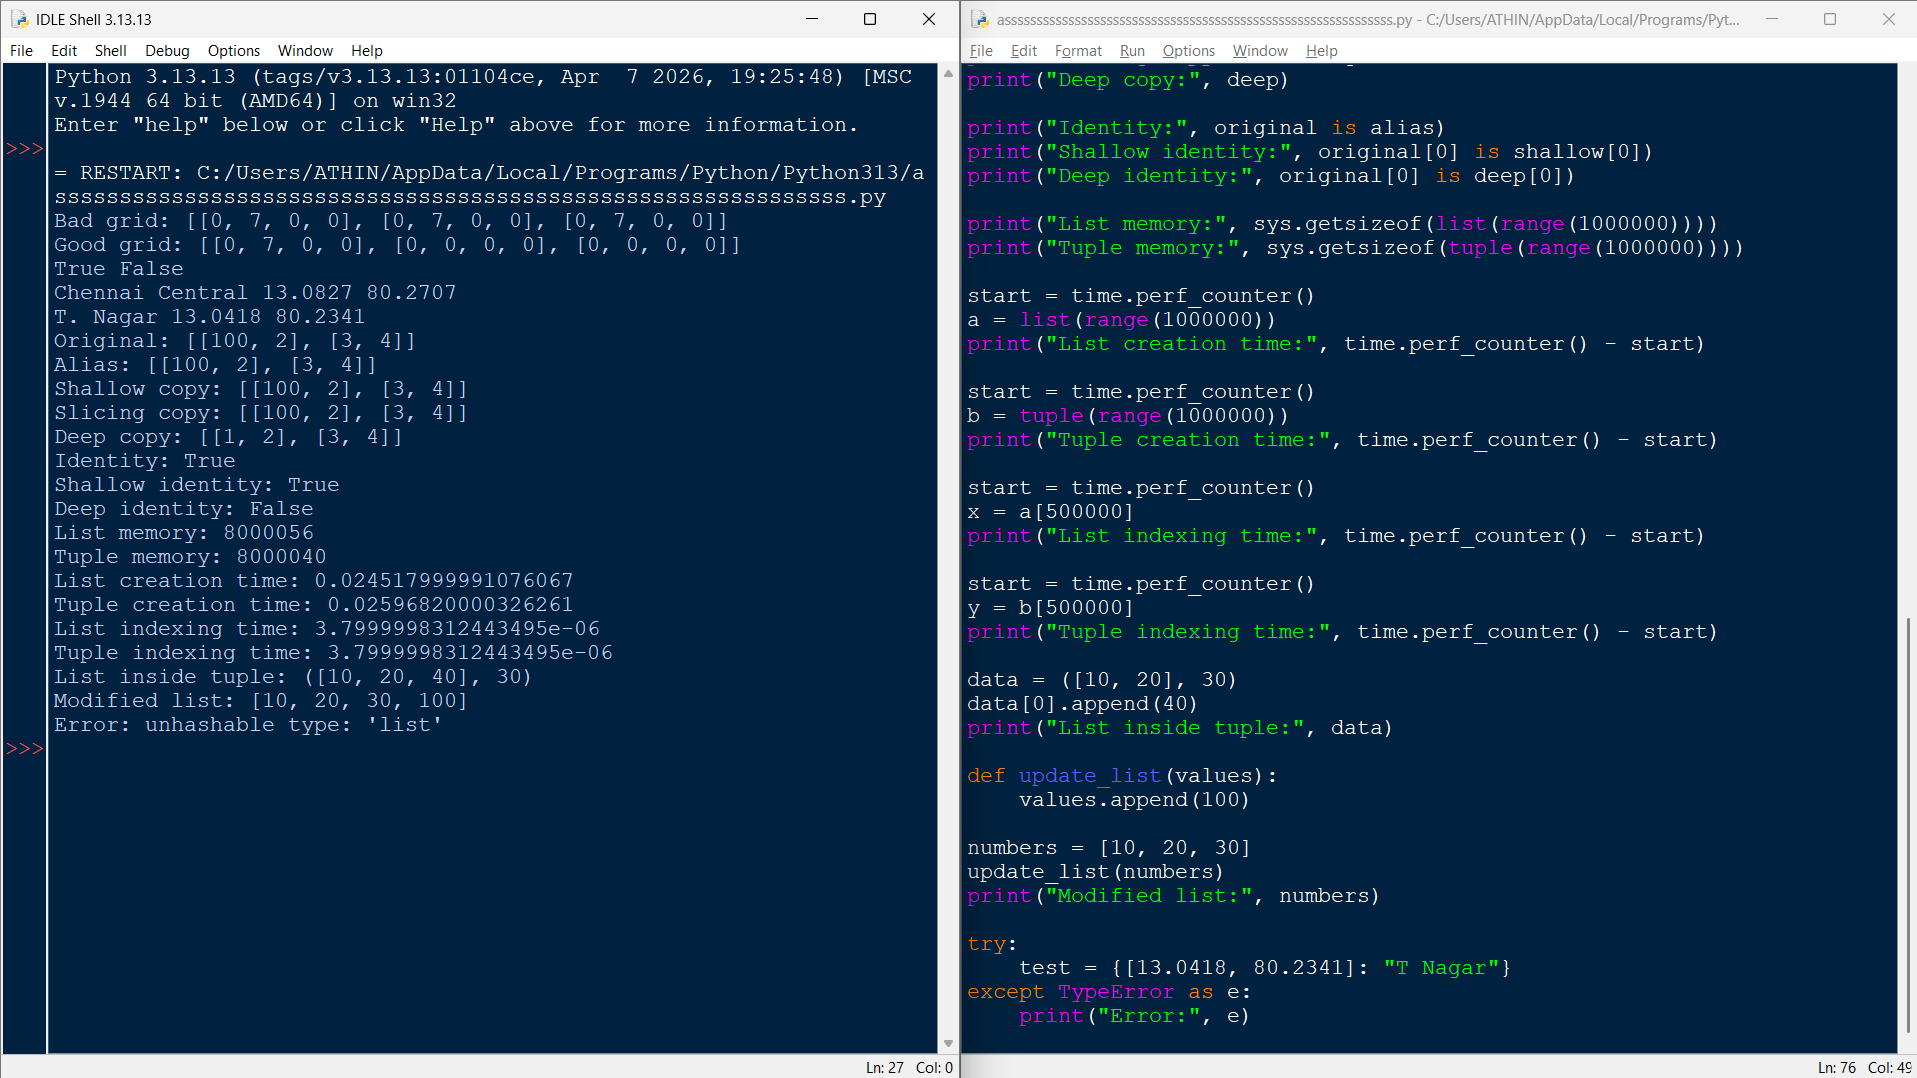 IDLE Shell 3.13.13
File Edit Shell Debug Options Window Help
Python 3.13.13 (tags/v3.13.13:01104ce, Apr  7 2026, 19:25:48) [MSC
v.1944 64 bit (AMD64)] on win32
Enter "help" below or click "Help" above for more information.
>>>
= RESTART: C:/Users/ATHIN/AppData/Local/Programs/Python/Python313/a
sssssssssssssssssssssssssssssssssssssssssssssssssssssssssssss.py
Bad grid: [[0, 7, 0, 0], [0, 7, 0, 0], [0, 7, 0, 0]]
Good grid: [[0, 7, 0, 0], [0, 0, 0, 0], [0, 0, 0, 0]]
True False
Chennai Central 13.0827 80.2707
T. Nagar 13.0418 80.2341
Original: [[100, 2], [3, 4]]
Alias: [[100, 2], [3, 4]]
Shallow copy: [[100, 2], [3, 4]]
Slicing copy: [[100, 2], [3, 4]]
Deep copy: [[1, 2], [3, 4]]
Identity: True
Shallow identity: True
Deep identity: False
List memory: 8000056
Tuple memory: 8000040
List creation time: 0.024517999991076067
Tuple creation time: 0.02596820000326261
List indexing time: 3.7999998312443495e-06
Tuple indexing time: 3.7999998312443495e-06
List inside tuple: ([10, 20, 40], 30)
Modified list: [10, 20, 30, 100]
Error: unhashable type: 'list'
>>>
Ln: 27 Col: 0
asssssssssssssssssssssssssssssssssssssssssssssssssssssssssssss.py - C:/Users/ATHIN/AppData/Local/Programs/Pyt...
File Edit Format Run Options Window Help
print("Deep copy:", deep)
print("Identity:", original is alias)
print("Shallow identity:", original[0] is shallow[0])
print("Deep identity:", original[0] is deep[0])
print("List memory:", sys.getsizeof(list(range(1000000))))
print("Tuple memory:", sys.getsizeof(tuple(range(1000000))))
start = time.perf_counter()
a = list(range(1000000))
print("List creation time:", time.perf_counter() - start)
start = time.perf_counter()
b = tuple(range(1000000))
print("Tuple creation time:", time.perf_counter() - start)
start = time.perf_counter()
x = a[500000]
print("List indexing time:", time.perf_counter() - start)
start = time.perf_counter()
y = b[500000]
print("Tuple indexing time:", time.perf_counter() - start)
data = ([10, 20], 30)
data[0].append(40)
print("List inside tuple:", data)
def update_list(values):
    values.append(100)
numbers = [10, 20, 30]
update_list(numbers)
print("Modified list:", numbers)
try:
    test = {[13.0418, 80.2341]: "T Nagar"}
except TypeError as e:
    print("Error:", e)
Ln: 76 Col: 49